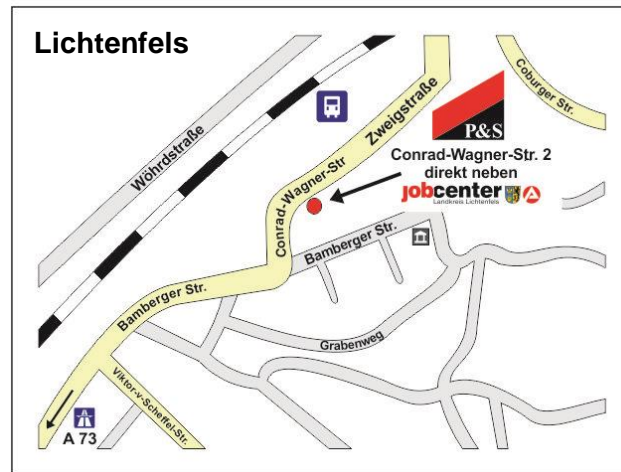 Lichtenfels
Coburger Str.
Wöhrdstraße
Zweigstraße
P&S
Conrad-Wagner-Str. 2
direkt neben
jobcenter
Landkreis Lichtenfels
Conrad-Wagner-Str
Bamberger Str.
Bamberger Str.
Grabenweg
Viktor-v-Scheffel-Str.
A 73